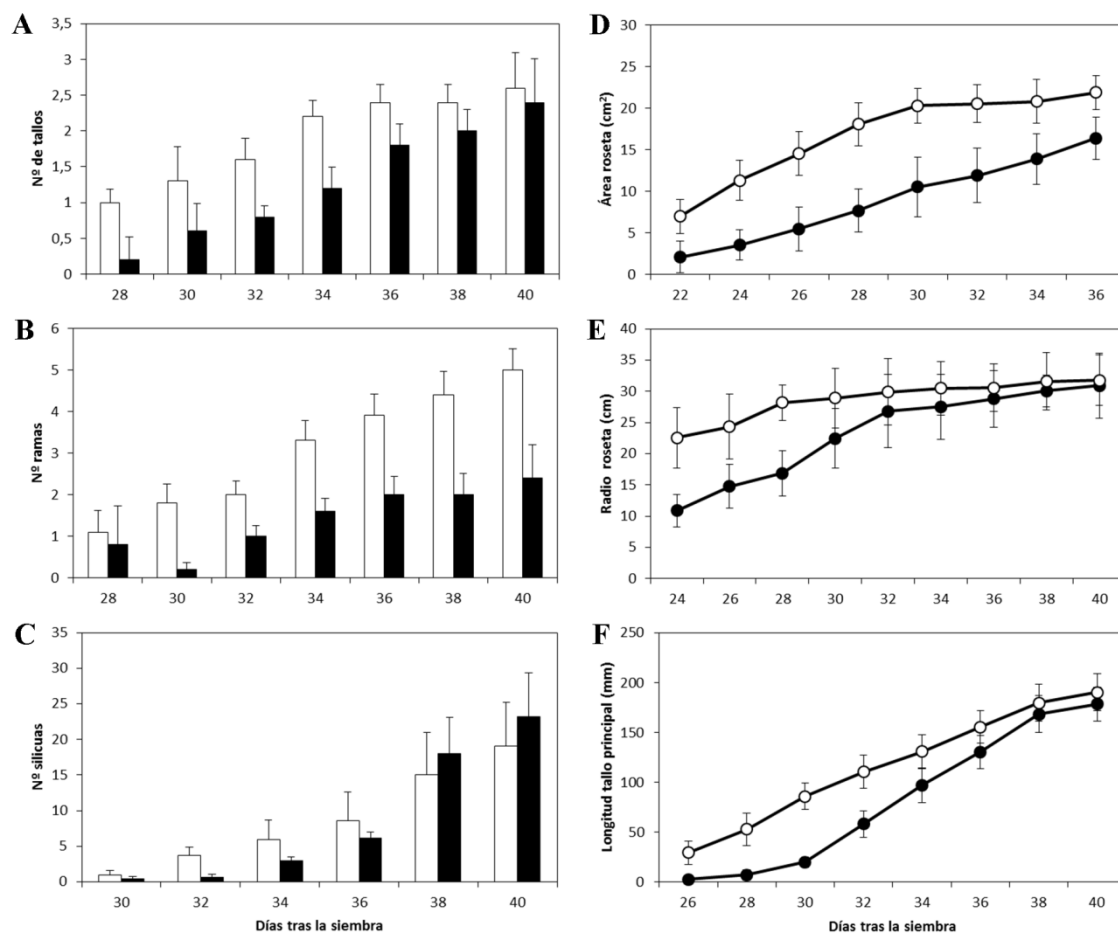 A
Nº de tallos
3,5
3
2,5
2
1,5
1
0,5
0
28 30 32 34 36 38 40
B
Nº ramas
6
5
4
3
2
1
0
28 30 32 34 36 38 40
C
Nº silicuas
35
30
25
20
15
10
5
0
30 32 34 36 38 40
Días tras la siembra
D
Área roseta (cm²)
30
25
20
15
10
5
0
22 24 26 28 30 32 34 36
E
Radio roseta (cm)
40
35
30
25
20
15
10
5
0
24 26 28 30 32 34 36 38 40
F
Longitud tallo principal (mm)
250
200
150
100
50
0
26 28 30 32 34 36 38 40
Días tras la siembra